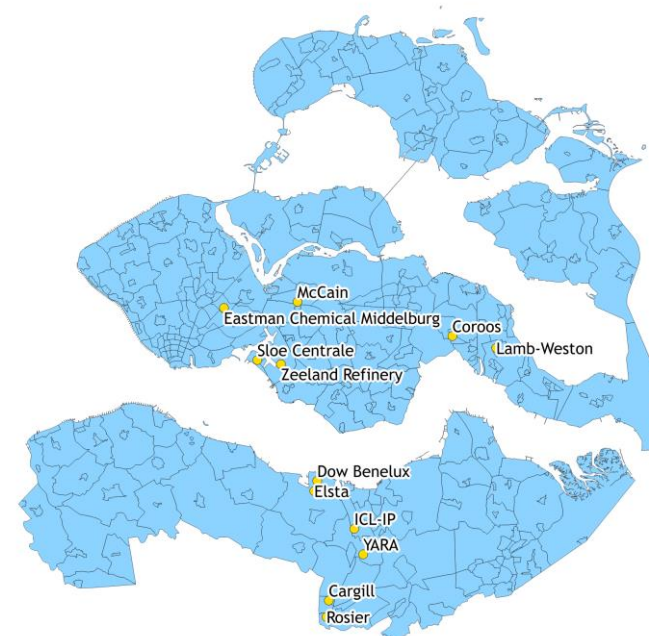 McCain
Eastman Chemical Middelburg
Coroos
Lamb-Weston
Sloe Centrale
Zeeland Refinery
Dow Benelux
Elsta
ICL-IP
YARA
Cargill
Rosier